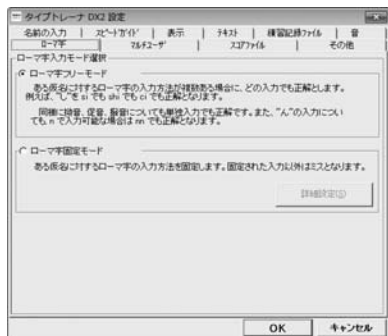 タイプトレーナ DX2 設定
名前の入力 スピードガイド 表示 テキスト 練習記録ファイル 音
ローマ字 マルチユーザ スコアファイル その他
ローマ字入力モード選択
ローマ字フリーモード
ある仮名に対するローマ字の入力方法が複数ある場合に、どの入力でも正解とします。
例えば、"し"を si でも shi でも ci でも正解となります。
同様に拗音、促音、撥音についても単独入力でも正解です。また、"ん"の入力につい
ても n で入力可能な場合は nn でも正解となります。
ローマ字固定モード
ある仮名に対するローマ字の入力方法を固定します。固定された入力以外はミスとなります。
詳細設定(S)
OK キャンセル